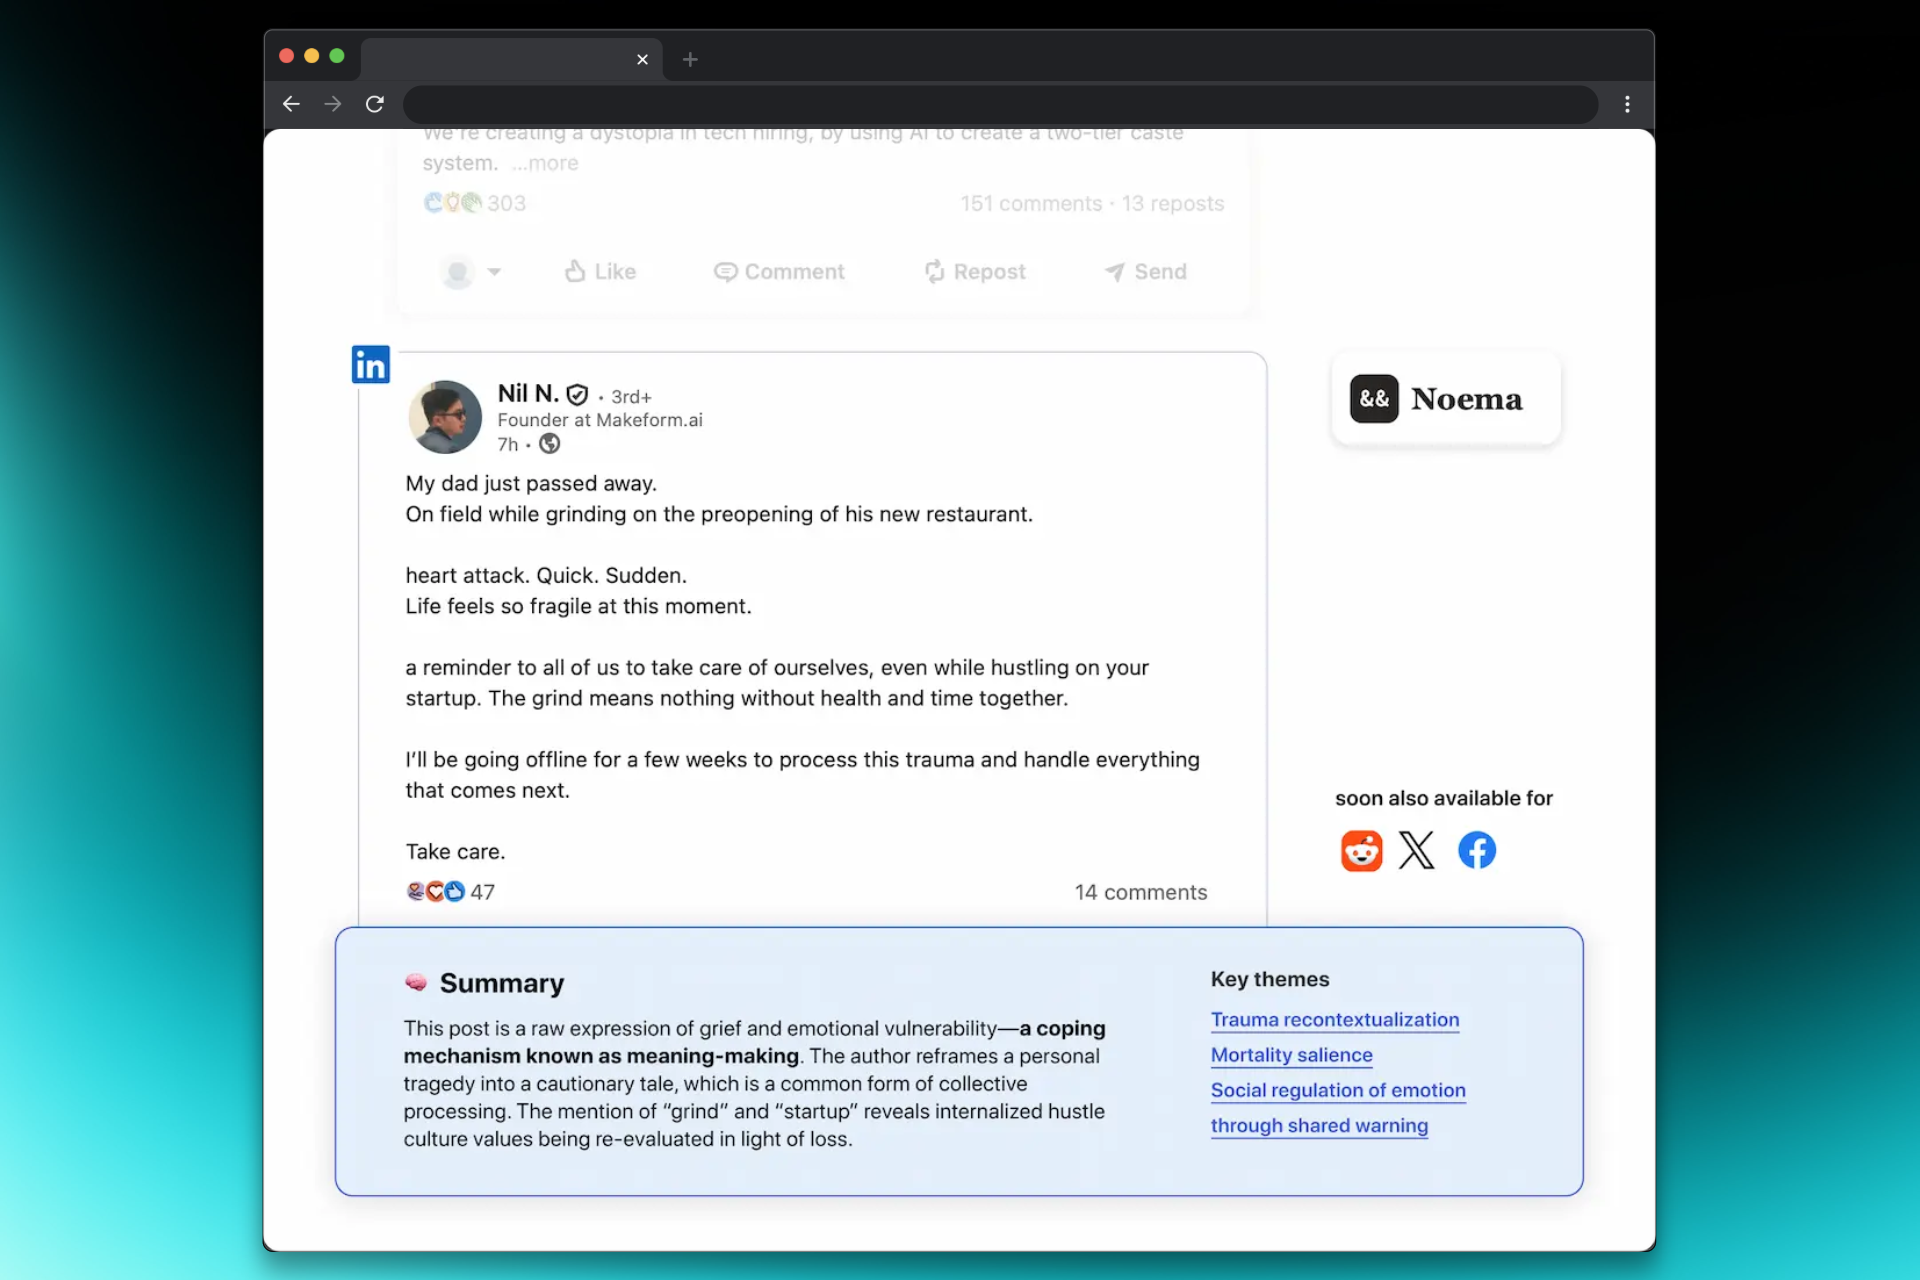 We're creating a dystopia in tech hiring, by using AI to create a two-tier caste
system. ...more
303
151 comments · 13 reposts
Like
Comment
Repost
Send
in
Nil N. · 3rd+
Founder at Makeform.ai
7h ·
My dad just passed away.
On field while grinding on the preopening of his new restaurant.
heart attack. Quick. Sudden.
Life feels so fragile at this moment.
a reminder to all of us to take care of ourselves, even while hustling on your
startup. The grind means nothing without health and time together.
I'll be going offline for a few weeks to process this trauma and handle everything
that comes next.
Take care.
47
14 comments
&& Noema
soon also available for
Summary
This post is a raw expression of grief and emotional vulnerability—a coping
mechanism known as meaning-making. The author reframes a personal
tragedy into a cautionary tale, which is a common form of collective
processing. The mention of “grind” and “startup” reveals internalized hustle
culture values being re-evaluated in light of loss.
Key themes
Trauma recontextualization
Mortality salience
Social regulation of emotion
through shared warning